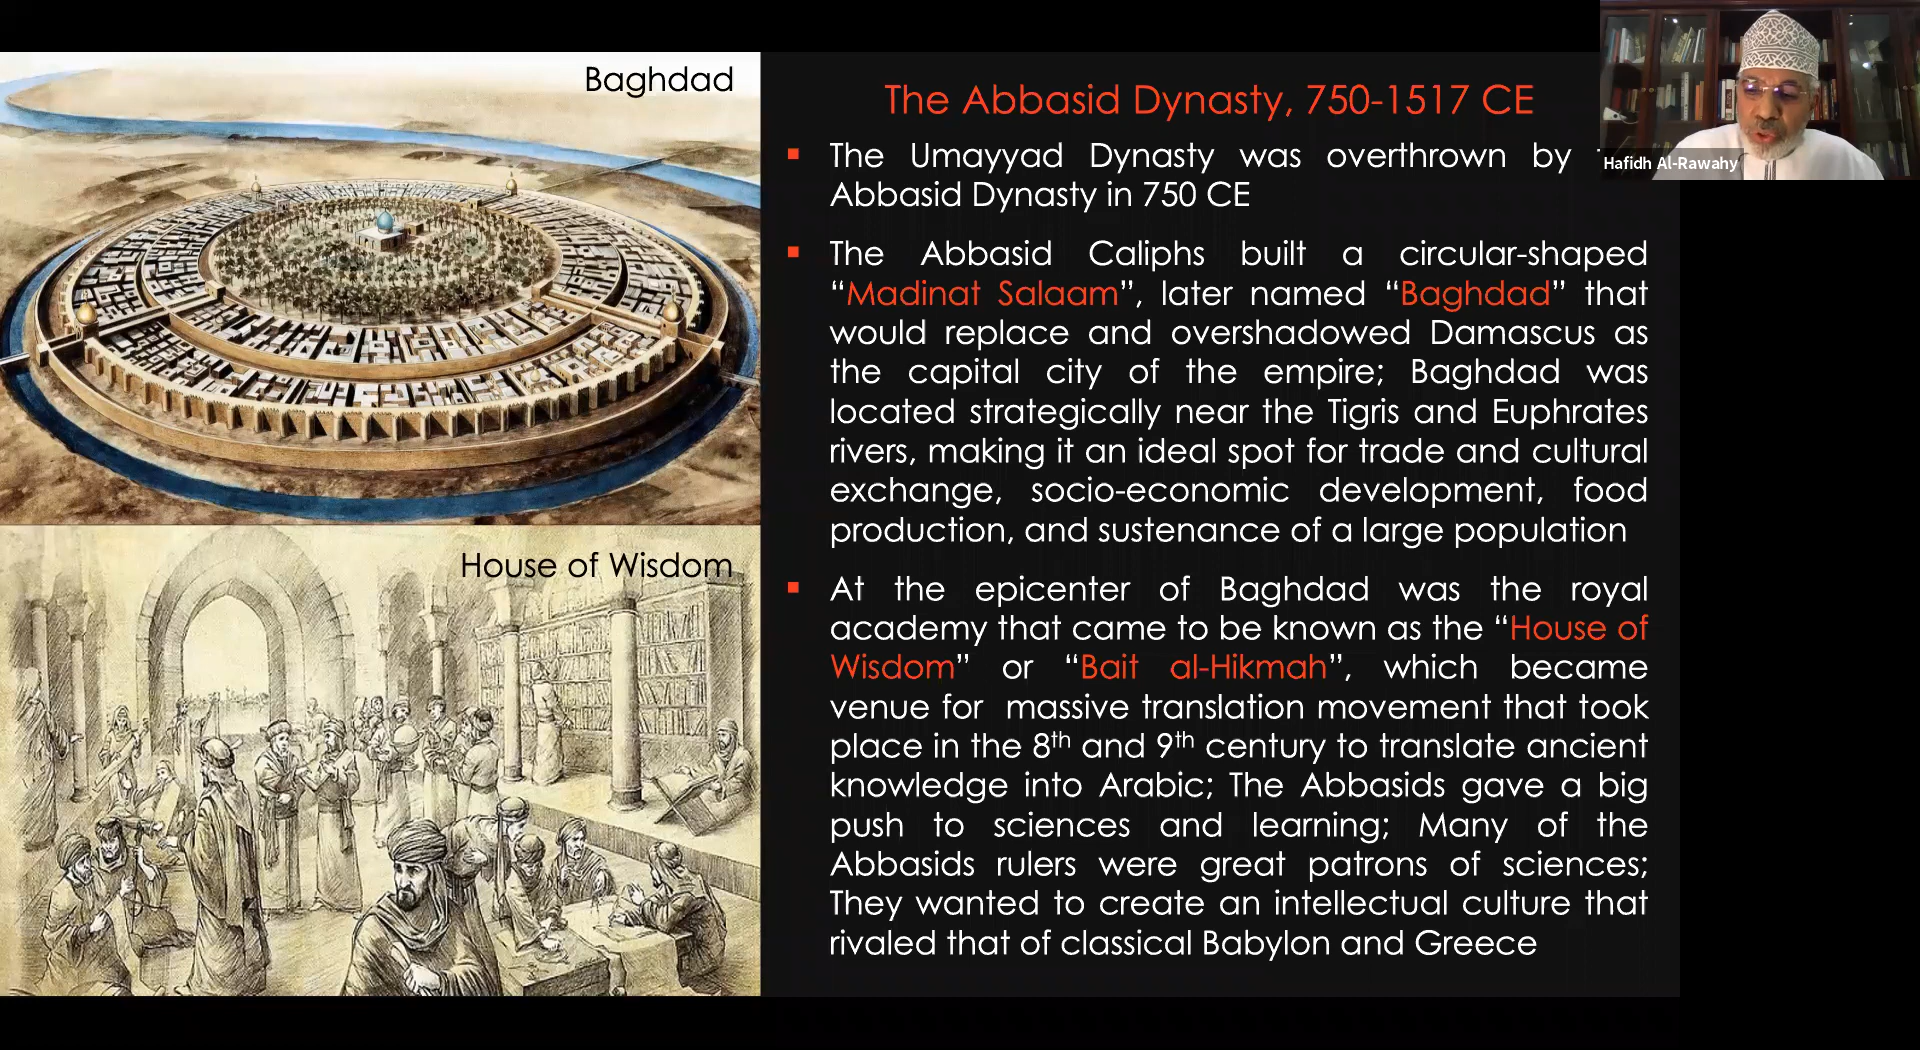 Baghdad
House of Wisdom
The Abbasid Dynasty, 750-1517 CE
▪ The Umayyad Dynasty was overthrown by
Abbasid Dynasty in 750 CE
▪ The Abbasid Caliphs built a circular-shaped
“Madinat Salaam”, later named “Baghdad” that
would replace and overshadowed Damascus as
the capital city of the empire; Baghdad was
located strategically near the Tigris and Euphrates
rivers, making it an ideal spot for trade and cultural
exchange, socio-economic development, food
production, and sustenance of a large population
▪ At the epicenter of Baghdad was the royal
academy that came to be known as the “House of
Wisdom” or “Bait al-Hikmah”, which became
venue for massive translation movement that took
place in the 8th and 9th century to translate ancient
knowledge into Arabic; The Abbasids gave a big
push to sciences and learning; Many of the
Abbasids rulers were great patrons of sciences;
They wanted to create an intellectual culture that
rivaled that of classical Babylon and Greece
Hafidh Al-Rawahy